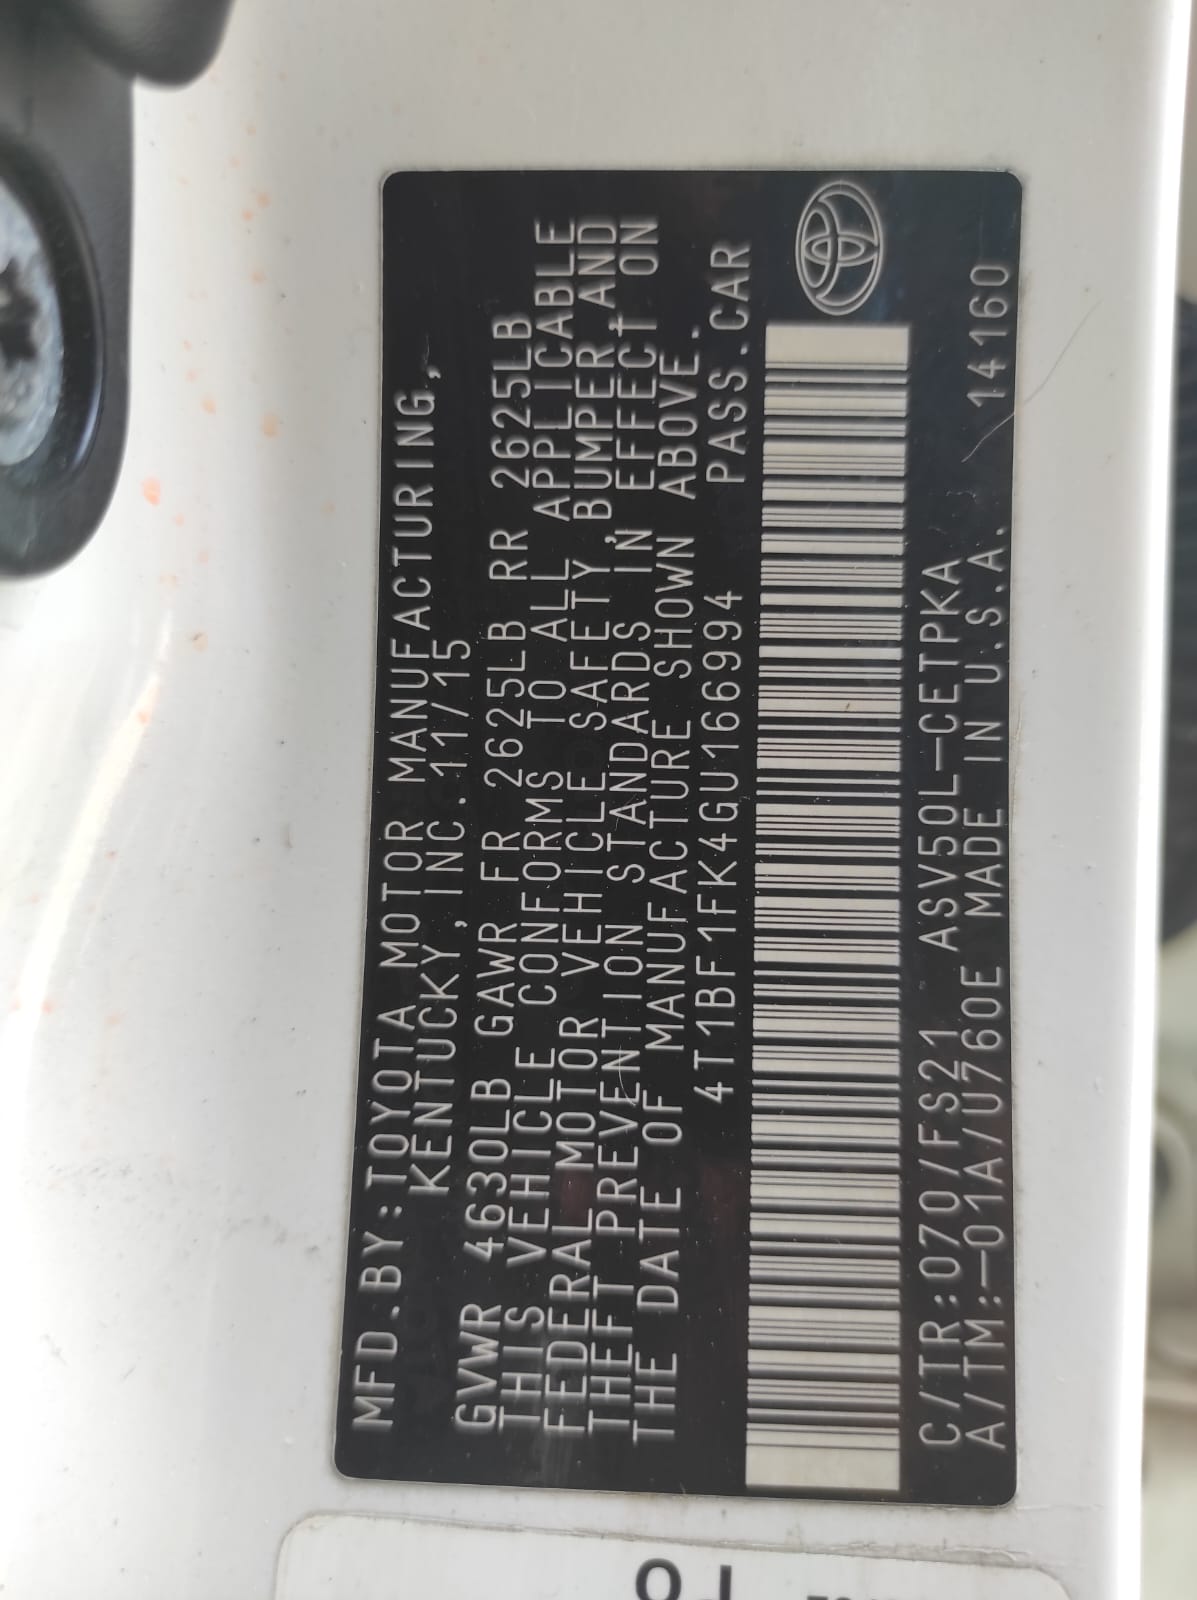 MFD.BY:TOYOTA MOTOR MANUFACTURING,
KENTUCKY,INC.11/15
GVWR 4630LB GAWR FR 2625LB RR 2625LB
THIS VEHICLE CONFORMS TO ALL APPLICABLE
FEDERAL MOTOR VEHICLE SAFETY,BUMPER AND
THEFT PREVENTION STANDARDS IN EFFECT ON
THE DATE OF MANUFACTURE SHOWN ABOVE.
4T1BF1FK4GU166994 PASS.CAR
C/TR:070/FS21 ASV50L-CETPKA
A/TM:-01A/U760E MADE IN U.S.A. 14160